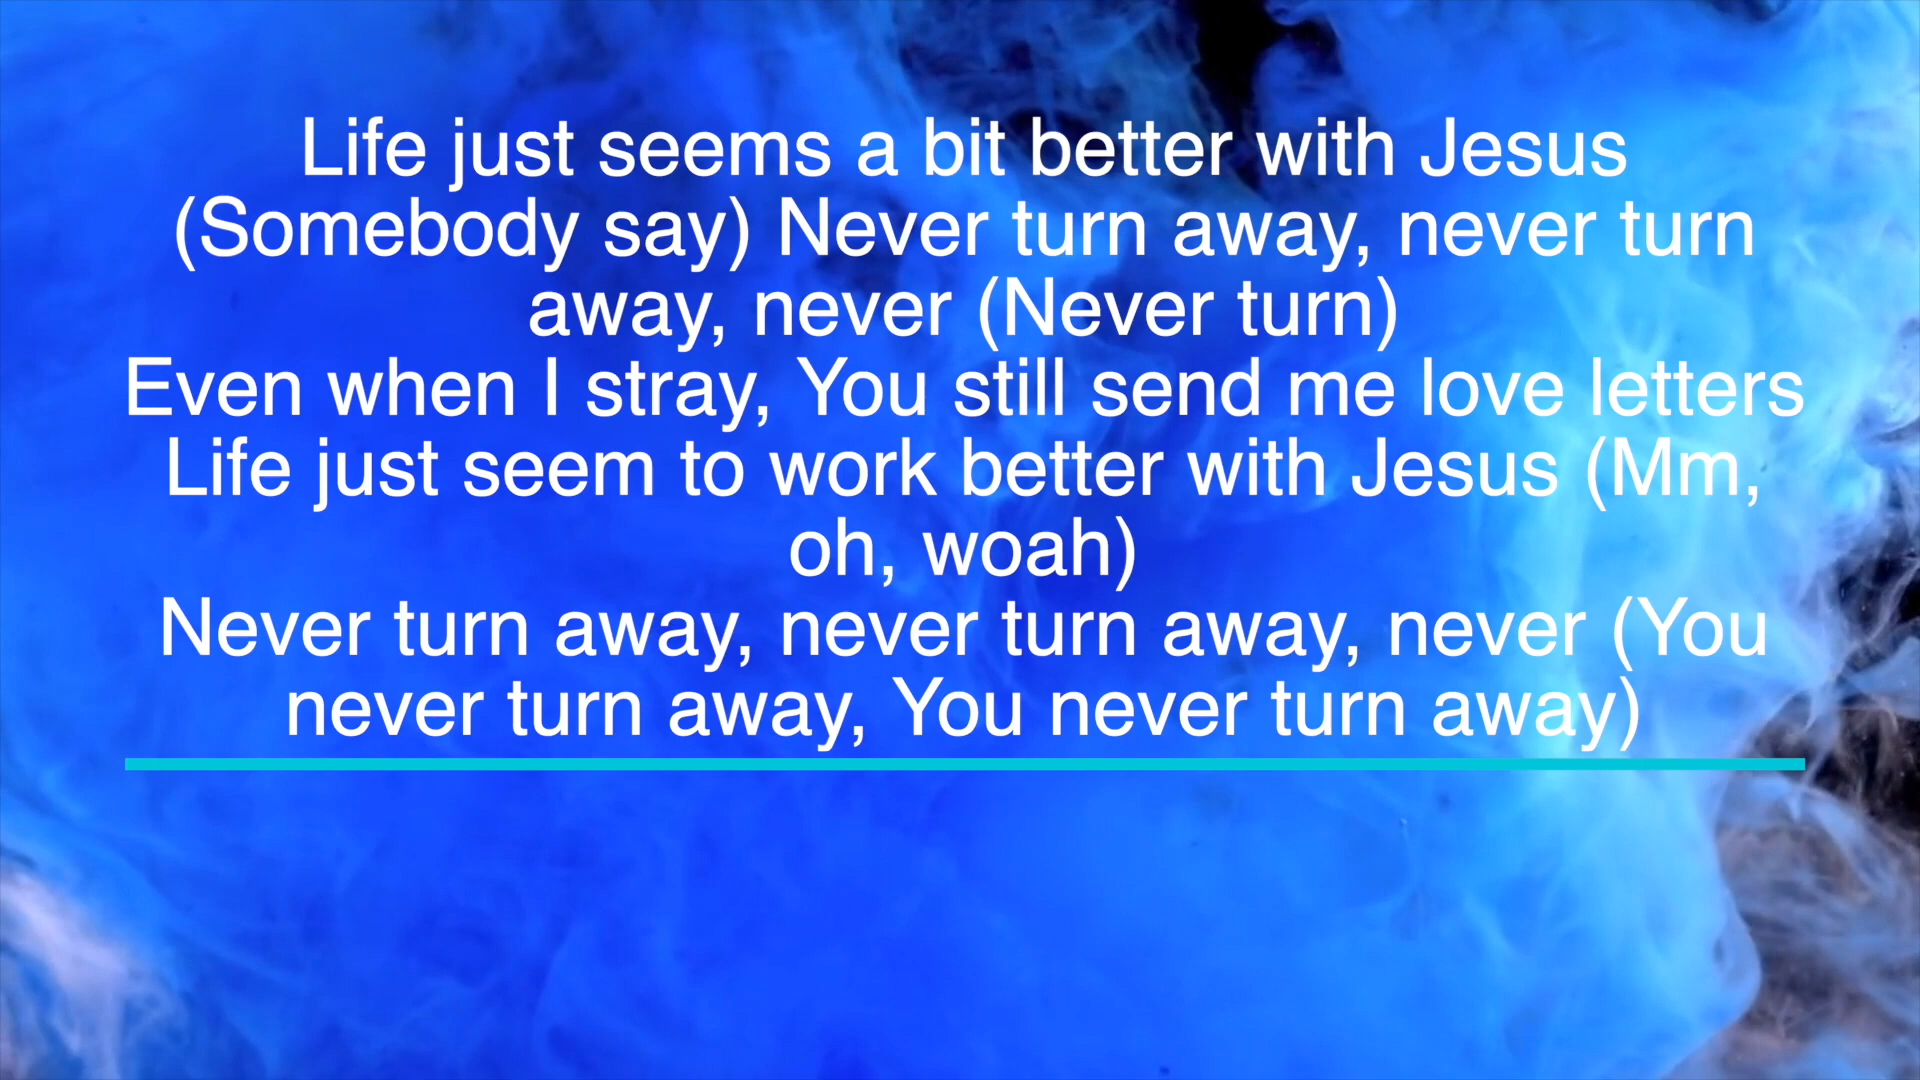 Life just seems a bit better with Jesus
(Somebody say) Never turn away, never turn
away, never (Never turn)
Even when I stray, You still send me love letters
Life just seem to work better with Jesus (Mm,
oh, woah)
Never turn away, never turn away, never (You
never turn away, You never turn away)